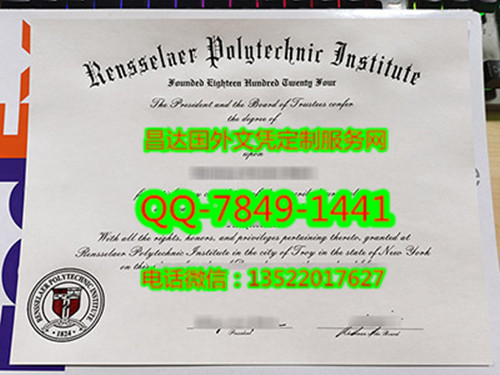 Rensselaer Polytechnic Institute
Founded Eighteen Hundred Twenty Four
The President and the Board of Trustees confer
the degree of
昌达国外文凭定制服务网
upon
QQ-7849-1441
With all the rights, honors, and privileges pertaining thereto, granted at
Rensselaer Polytechnic Institute in the city of Troy in the state of New York
on this
电话微信：13522017627
RENSSELAER POLYTECHNIC INSTITUTE
1824
President